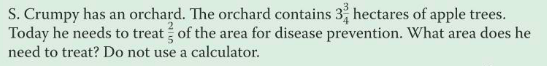 S. Crumpy has an orchard. The orchard contains 3 3/4 hectares of apple trees.
Today he needs to treat 2/5 of the area for disease prevention. What area does he
need to treat? Do not use a calculator.